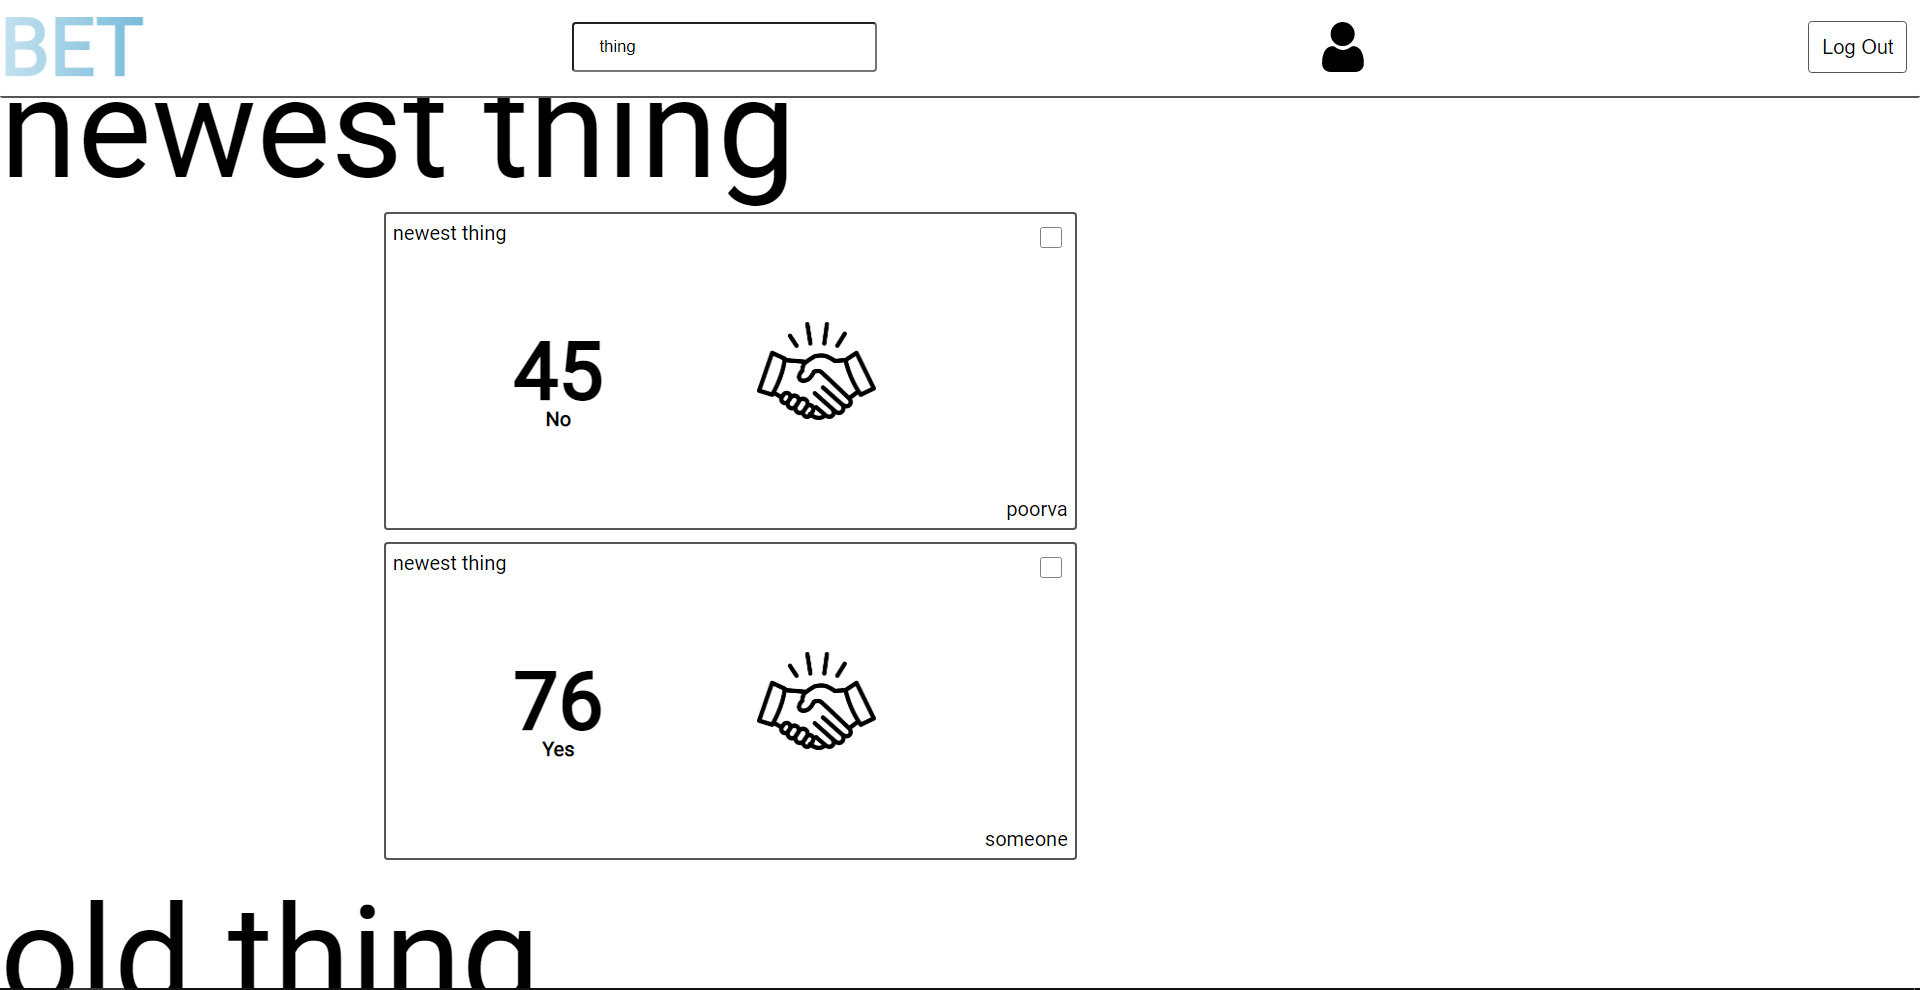 BET
thing
Log Out
newest thing
newest thing
45
No
poorva
newest thing
76
Yes
someone
old thing